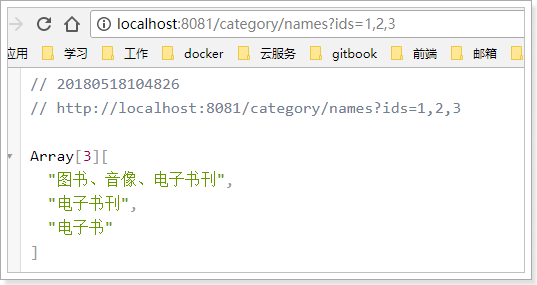 localhost:8081/category/names?ids=1,2,3
应用 学习 工作 docker 云服务 gitbook 前端 邮箱
// 20180518104826
// http://localhost:8081/category/names?ids=1,2,3
Array[3][
"图书、音像、电子书刊",
"电子书刊",
"电子书"
]